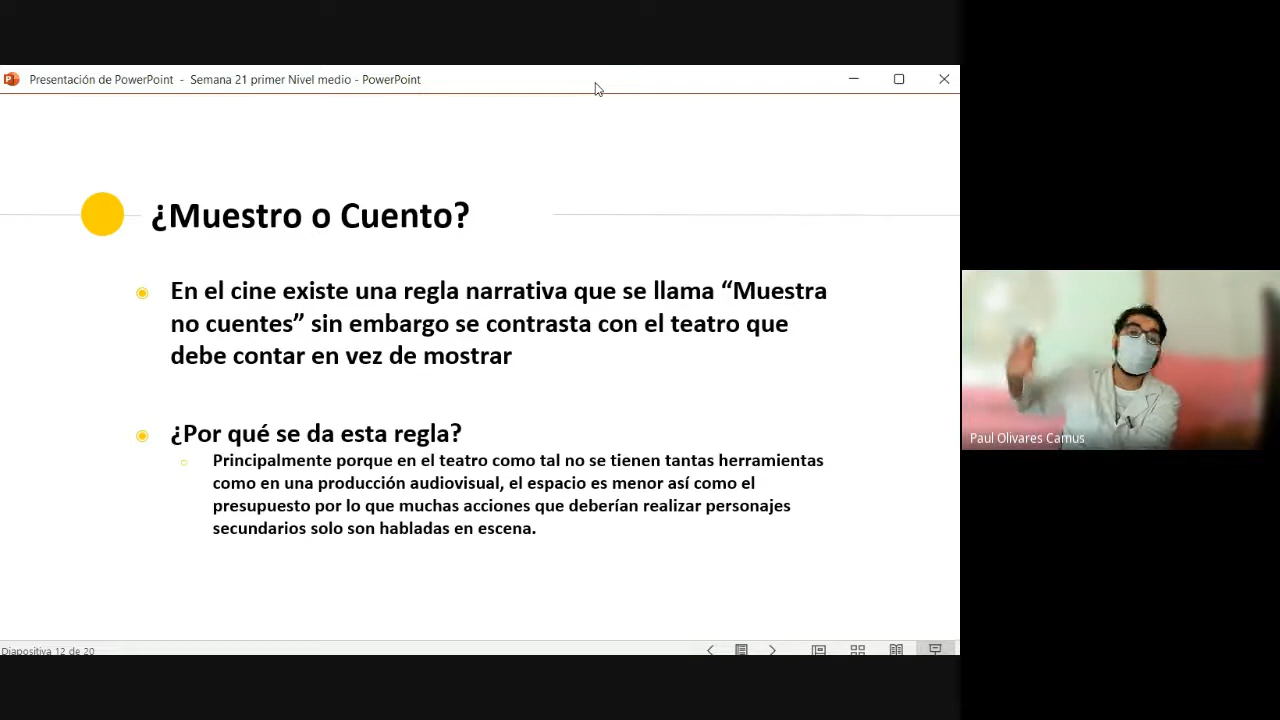 Presentación de PowerPoint - Semana 21 primer Nivel medio - PowerPoint
¿Muestro o Cuento?
En el cine existe una regla narrativa que se llama “Muestra
no cuentes” sin embargo se contrasta con el teatro que
debe contar en vez de mostrar
¿Por qué se da esta regla?
Principalmente porque en el teatro como tal no se tienen tantas herramientas
como en una producción audiovisual, el espacio es menor así como el
presupuesto por lo que muchas acciones que deberían realizar personajes
secundarios solo son habladas en escena.
Paul Olivares Camus
Diapositiva 12 de 20